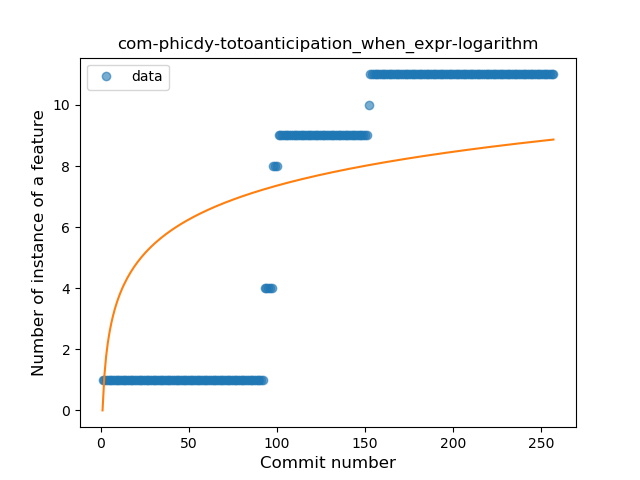 com-phicdy-totoanticipation_when_expr-logarithm
data
Number of instance of a feature
10
8
6
4
2
0
0 50 100 150 200 250
Commit number